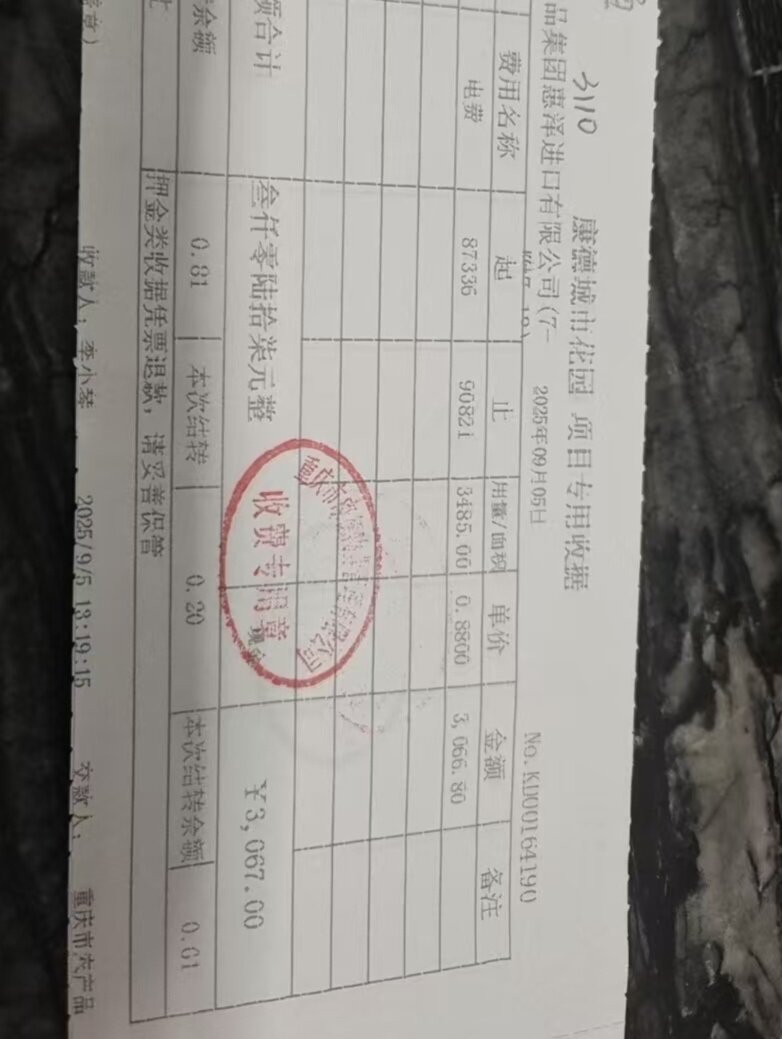 3110
康德城市花园 项目专用收据
品集团惠泽进口有限公司(7-
2025年09月05日
No.KD00164190
费用名称 起 止 用量/面积 单价 金额 备注
电费 87336 90821 3485.00 0.8800 3,066.80
额合计 叁仟零陆拾柒元整 ¥3,067.00
余额 0.81 本次结转 0.20 本次结转余额 0.01
押金类收据凭票退款，请妥善保管
收款人：李小琴 2025/9/5 13:19:15 交款人： 重庆市农产品
收费专用章